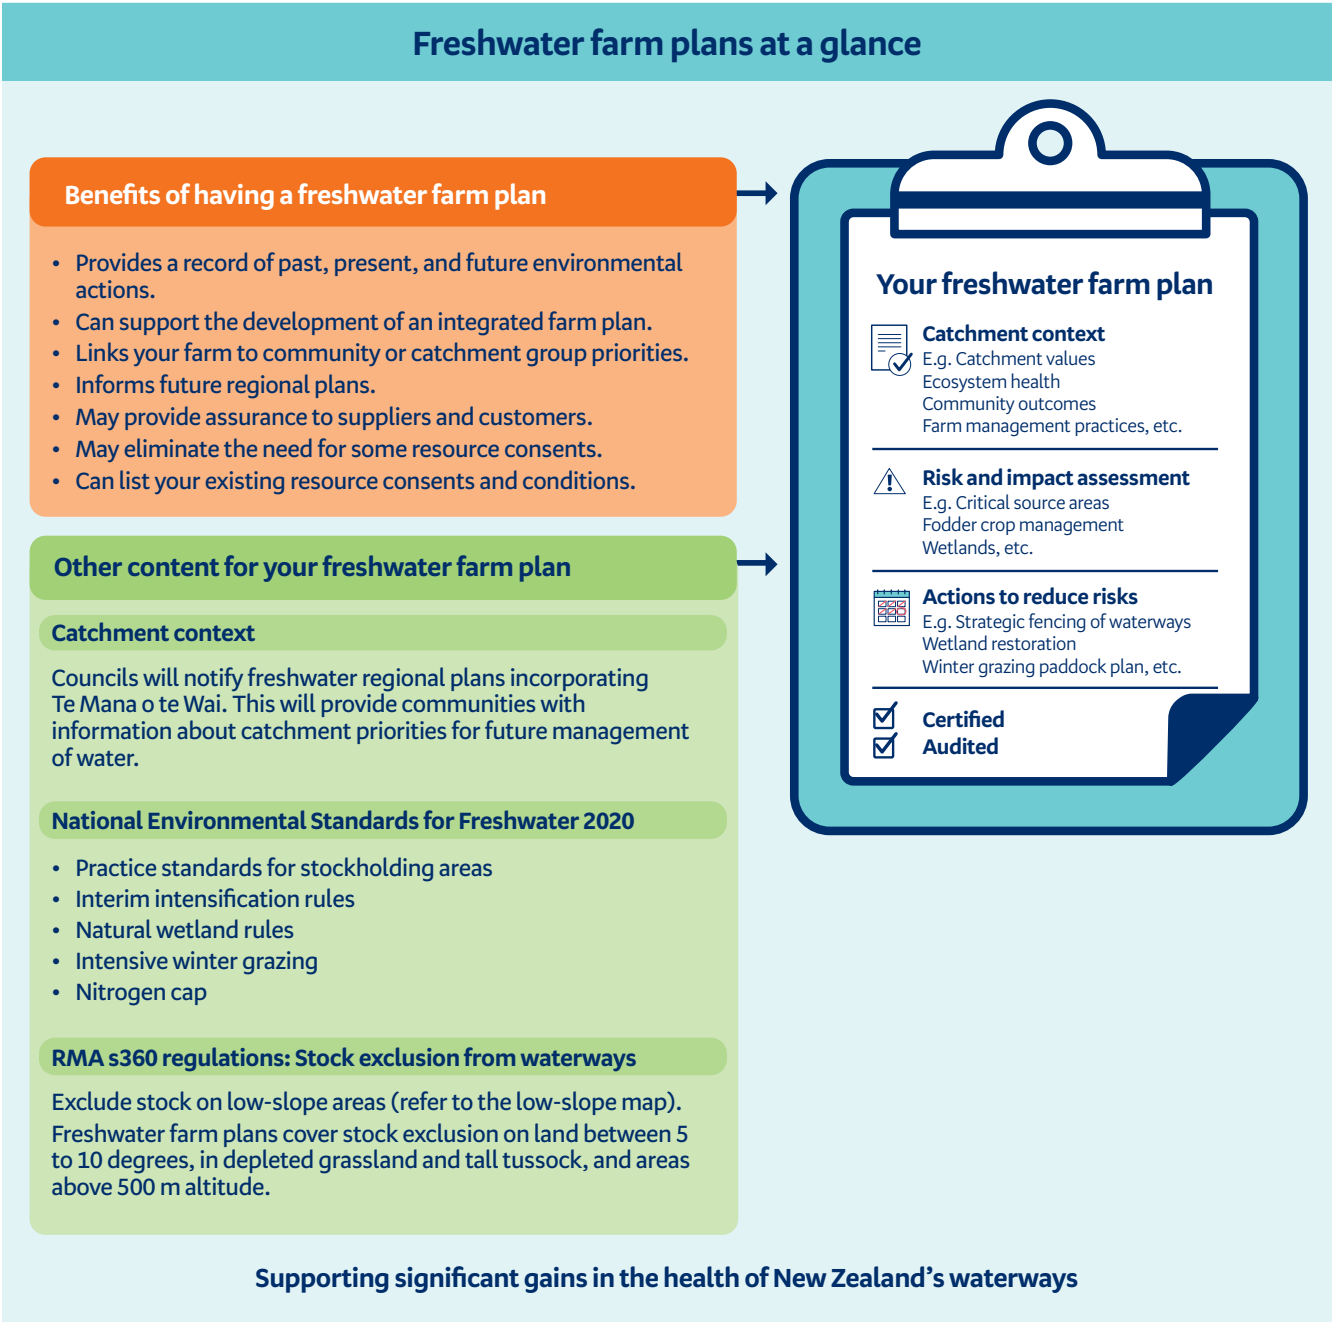 Freshwater farm plans at a glance
Benefits of having a freshwater farm plan
• Provides a record of past, present, and future environmental
actions.
• Can support the development of an integrated farm plan.
• Links your farm to community or catchment group priorities.
• Informs future regional plans.
• May provide assurance to suppliers and customers.
• May eliminate the need for some resource consents.
• Can list your existing resource consents and conditions.
Other content for your freshwater farm plan
Catchment context
Councils will notify freshwater regional plans incorporating
Te Mana o te Wai. This will provide communities with
information about catchment priorities for future management
of water.
National Environmental Standards for Freshwater 2020
• Practice standards for stockholding areas
• Interim intensification rules
• Natural wetland rules
• Intensive winter grazing
• Nitrogen cap
RMA s360 regulations: Stock exclusion from waterways
Exclude stock on low-slope areas (refer to the low-slope map).
Freshwater farm plans cover stock exclusion on land between 5
to 10 degrees, in depleted grassland and tall tussock, and areas
above 500 m altitude.
Your freshwater farm plan
Catchment context
E.g. Catchment values
Ecosystem health
Community outcomes
Farm management practices, etc.
Risk and impact assessment
E.g. Critical source areas
Fodder crop management
Wetlands, etc.
Actions to reduce risks
E.g. Strategic fencing of waterways
Wetland restoration
Winter grazing paddock plan, etc.
Certified
Audited
Supporting significant gains in the health of New Zealand's waterways